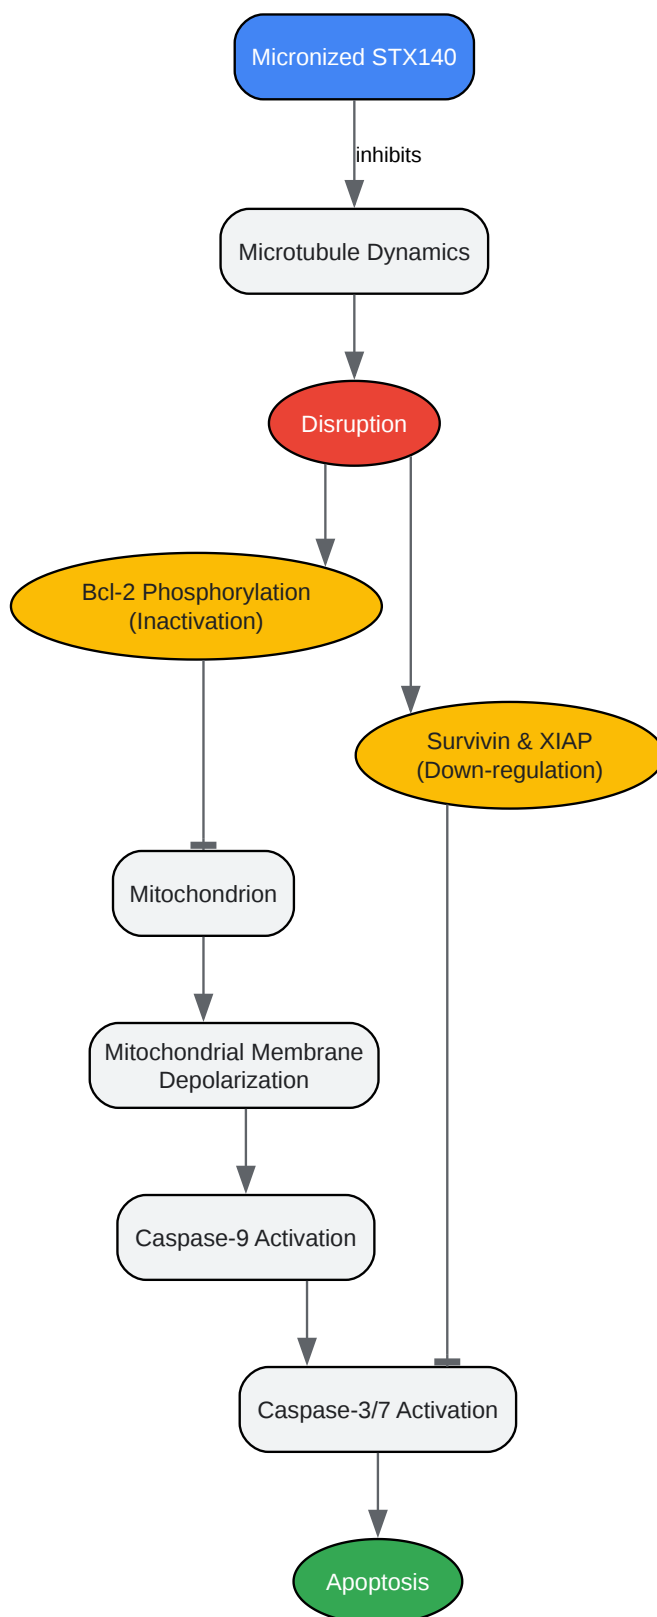 Micronized STX140
inhibits
Microtubule Dynamics
Disruption
Bcl-2 Phosphorylation
(Inactivation)
Survivin & XIAP
(Down-regulation)
Mitochondrion
Mitochondrial Membrane
Depolarization
Caspase-9 Activation
Caspase-3/7 Activation
Apoptosis